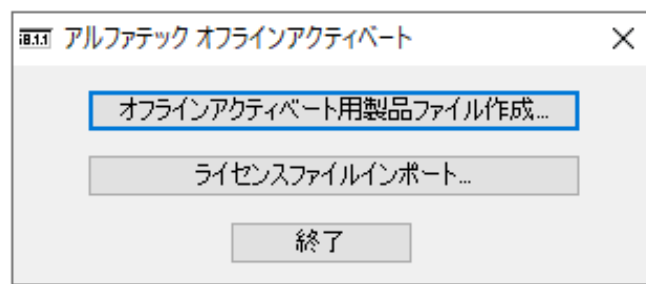 アルファテック オフラインアクティベート
オフラインアクティベート用製品ファイル作成...
ライセンスファイルインポート...
終了